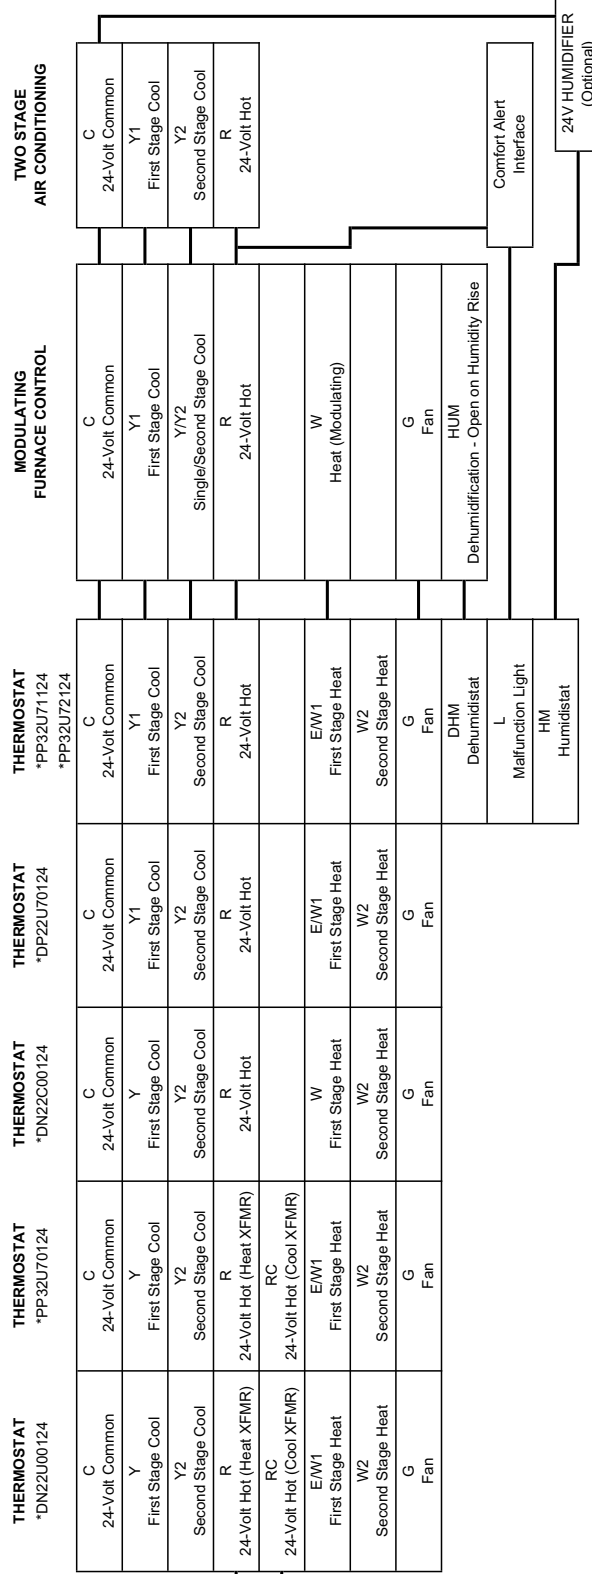 THERMOSTAT
*DN22U00124
C
24-Volt Common
Y
First Stage Cool
Y2
Second Stage Cool
R
24-Volt Hot (Heat XFMR)
RC
24-Volt Hot (Cool XFMR)
E/W1
First Stage Heat
W2
Second Stage Heat
G
Fan
THERMOSTAT
*PP32U70124
C
24-Volt Common
Y
First Stage Cool
Y2
Second Stage Cool
R
24-Volt Hot (Heat XFMR)
RC
24-Volt Hot (Cool XFMR)
E/W1
First Stage Heat
W2
Second Stage Heat
G
Fan
THERMOSTAT
*DN22C00124
C
24-Volt Common
Y
First Stage Cool
Y2
Second Stage Cool
R
24-Volt Hot
W
First Stage Heat
W2
Second Stage Heat
G
Fan
THERMOSTAT
*DP22U70124
C
24-Volt Common
Y1
First Stage Cool
Y2
Second Stage Cool
R
24-Volt Hot
E/W1
First Stage Heat
W2
Second Stage Heat
G
Fan
THERMOSTAT
*PP32U71124
*PP32U72124
C
24-Volt Common
Y1
First Stage Cool
Y2
Second Stage Cool
R
24-Volt Hot
E/W1
First Stage Heat
W2
Second Stage Heat
G
Fan
DHM
Dehumidistat
L
Malfunction Light
HM
Humidistat
MODULATING
FURNACE CONTROL
C
24-Volt Common
Y1
First Stage Cool
Y/Y2
Single/Second Stage Cool
R
24-Volt Hot
W
Heat (Modulating)
G
Fan
HUM
Dehumidification - Open on Humidity Rise
TWO STAGE
AIR CONDITIONING
C
24-Volt Common
Y1
First Stage Cool
Y2
Second Stage Cool
R
24-Volt Hot
Comfort Alert
Interface
24V HUMIDIFIER
(Optional)